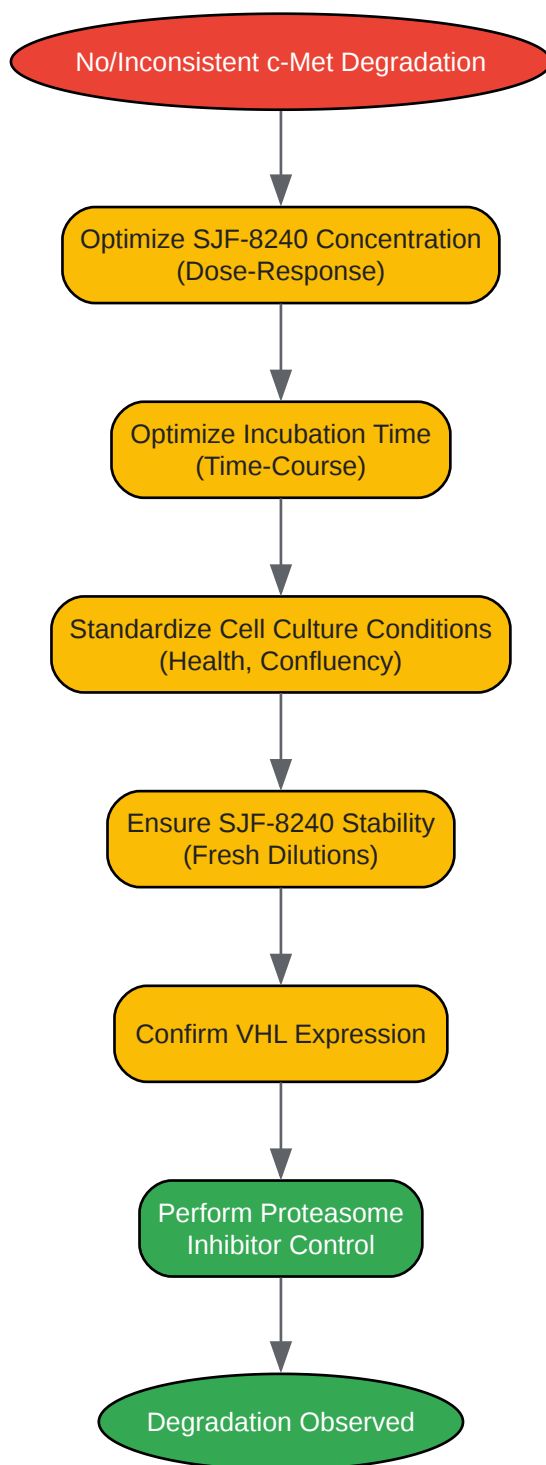 No/Inconsistent c-Met Degradation
Optimize SJF-8240 Concentration
(Dose-Response)
Optimize Incubation Time
(Time-Course)
Standardize Cell Culture Conditions
(Health, Confluency)
Ensure SJF-8240 Stability
(Fresh Dilutions)
Confirm VHL Expression
Perform Proteasome
Inhibitor Control
Degradation Observed